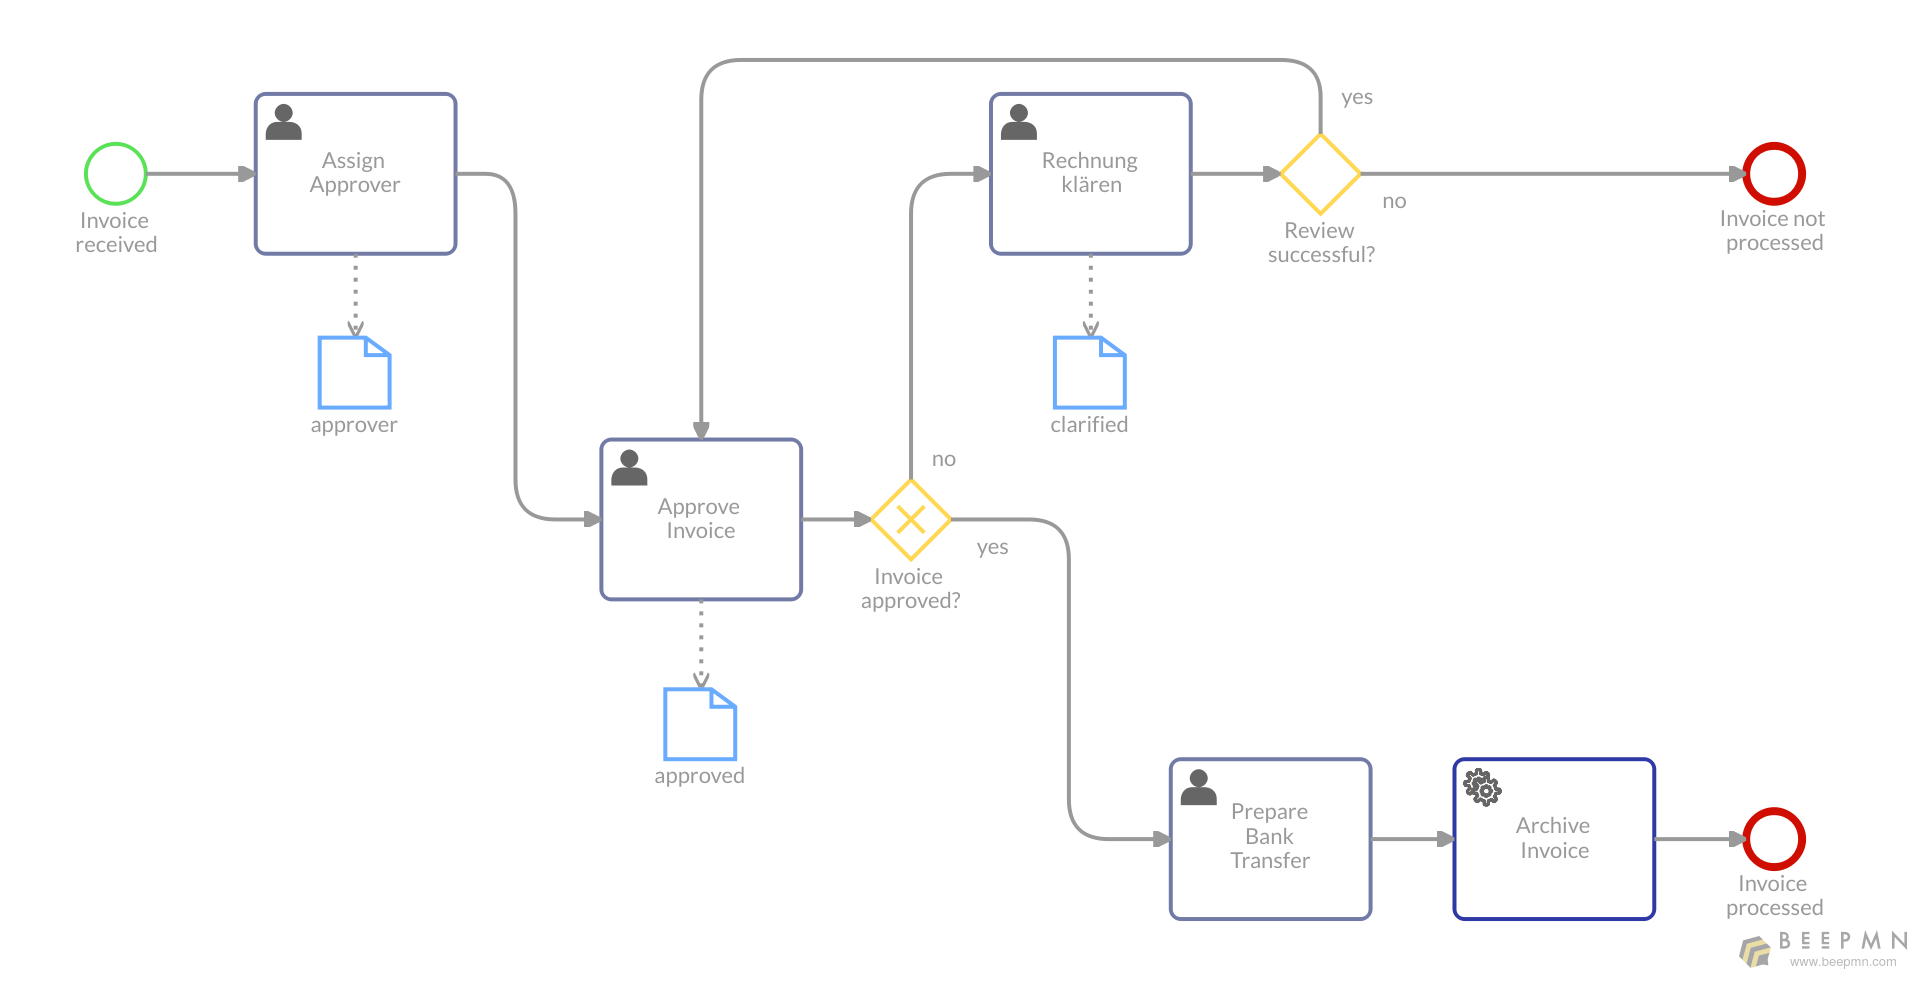 yes
Assign
Approver
Rechnung
klären
no
Invoice
received
Review
successful?
Invoice not
processed
approver
clarified
no
Approve
Invoice
yes
Invoice
approved?
approved
Prepare
Bank
Transfer
Archive
Invoice
Invoice
processed
BEEPMN
www.beepmn.com